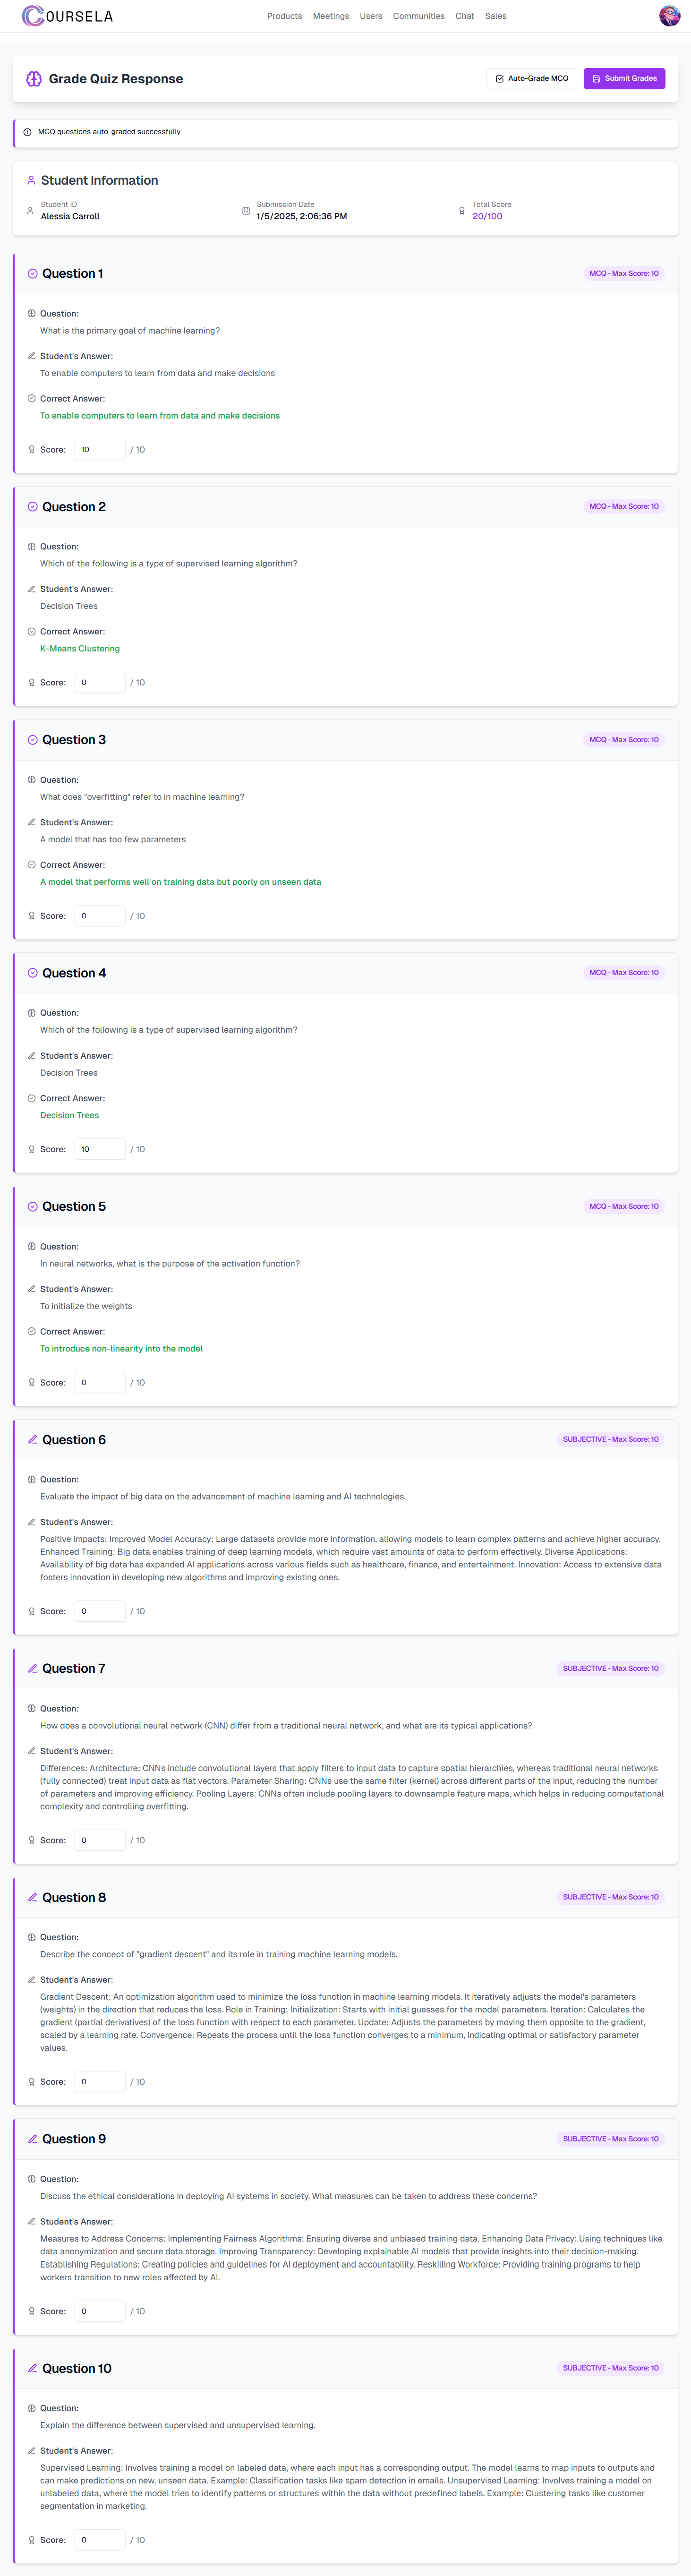 COURSELA
Products Meetings Users Communities Chat Sales
Grade Quiz Response
Auto-Grade MCQ
Submit Grades
MCQ questions auto-graded successfully
Student Information
Student ID
Alessia Carroll
Submission Date
1/5/2025, 2:06:36 PM
Total Score
20/100
Question 1
MCQ - Max Score: 10
Question:
What is the primary goal of machine learning?
Student's Answer:
To enable computers to learn from data and make decisions
Correct Answer:
To enable computers to learn from data and make decisions
Score: 10 / 10
Question 2
MCQ - Max Score: 10
Question:
Which of the following is a type of supervised learning algorithm?
Student's Answer:
Decision Trees
Correct Answer:
K-Means Clustering
Score: 0 / 10
Question 3
MCQ - Max Score: 10
Question:
What does "overfitting" refer to in machine learning?
Student's Answer:
A model that has too few parameters
Correct Answer:
A model that performs well on training data but poorly on unseen data
Score: 0 / 10
Question 4
MCQ - Max Score: 10
Question:
Which of the following is a type of supervised learning algorithm?
Student's Answer:
Decision Trees
Correct Answer:
Decision Trees
Score: 10 / 10
Question 5
MCQ - Max Score: 10
Question:
In neural networks, what is the purpose of the activation function?
Student's Answer:
To initialize the weights
Correct Answer:
To introduce non-linearity into the model
Score: 0 / 10
Question 6
SUBJECTIVE - Max Score: 10
Question:
Evaluate the impact of big data on the advancement of machine learning and AI technologies.
Student's Answer:
Positive Impacts: Improved Model Accuracy: Large datasets provide more information, allowing models to learn complex patterns and achieve higher accuracy.
Enhanced Training: Big data enables training of deep learning models, which require vast amounts of data to perform effectively. Diverse Applications:
Availability of big data has expanded AI applications across various fields such as healthcare, finance, and entertainment. Innovation: Access to extensive data
fosters innovation in developing new algorithms and improving existing ones.
Score: 0 / 10
Question 7
SUBJECTIVE - Max Score: 10
Question:
How does a convolutional neural network (CNN) differ from a traditional neural network, and what are its typical applications?
Student's Answer:
Differences: Architecture: CNNs include convolutional layers that apply filters to input data to capture spatial hierarchies, whereas traditional neural networks
(fully connected) treat input data as flat vectors. Parameter Sharing: CNNs use the same filter (kernel) across different parts of the input, reducing the number
of parameters and improving efficiency. Pooling Layers: CNNs often include pooling layers to downsample feature maps, which helps in reducing computational
complexity and controlling overfitting.
Score: 0 / 10
Question 8
SUBJECTIVE - Max Score: 10
Question:
Describe the concept of "gradient descent" and its role in training machine learning models.
Student's Answer:
Gradient Descent: An optimization algorithm used to minimize the loss function in machine learning models. It iteratively adjusts the model's parameters
(weights) in the direction that reduces the loss. Role in Training: Initialization: Starts with initial guesses for the model parameters. Iteration: Calculates the
gradient (partial derivatives) of the loss function with respect to each parameter. Update: Adjusts the parameters by moving them opposite to the gradient,
scaled by a learning rate. Convergence: Repeats the process until the loss function converges to a minimum, indicating optimal or satisfactory parameter
values.
Score: 0 / 10
Question 9
SUBJECTIVE - Max Score: 10
Question:
Discuss the ethical considerations in deploying AI systems in society. What measures can be taken to address these concerns?
Student's Answer:
Measures to Address Concerns: Implementing Fairness Algorithms: Ensuring diverse and unbiased training data. Enhancing Data Privacy: Using techniques like
data anonymization and secure data storage. Improving Transparency: Developing explainable AI models that provide insights into their decision-making.
Establishing Regulations: Creating policies and guidelines for AI deployment and accountability. Reskilling Workforce: Providing training programs to help
workers transition to new roles affected by AI.
Score: 0 / 10
Question 10
SUBJECTIVE - Max Score: 10
Question:
Explain the difference between supervised and unsupervised learning.
Student's Answer:
Supervised Learning: Involves training a model on labeled data, where each input has a corresponding output. The model learns to map inputs to outputs and
can make predictions on new, unseen data. Example: Classification tasks like spam detection in emails. Unsupervised Learning: Involves training a model on
unlabeled data, where the model tries to identify patterns or structures within the data without predefined labels. Example: Clustering tasks like customer
segmentation in marketing.
Score: 0 / 10